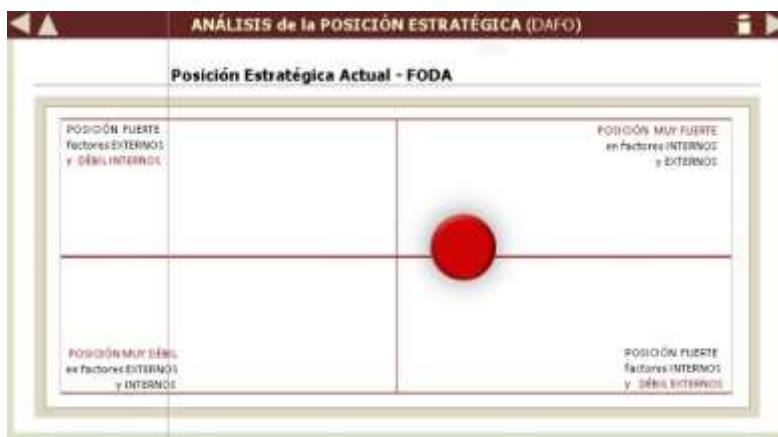 ANÁLISIS de la POSICIÓN ESTRATÉGICA (DAFO)
Posición Estratégica Actual - FODA
POSICIÓN FUERTE
factores EXTERNOS
y DÉBIL INTERNOS
POSICIÓN MUY FUERTE
en factores INTERNOS
y EXTERNOS
POSICIÓN MUY DÉBIL
en factores EXTERNOS
y INTERNOS
POSICIÓN FUERTE
factores INTERNOS
y DÉBIL EXTERNOS